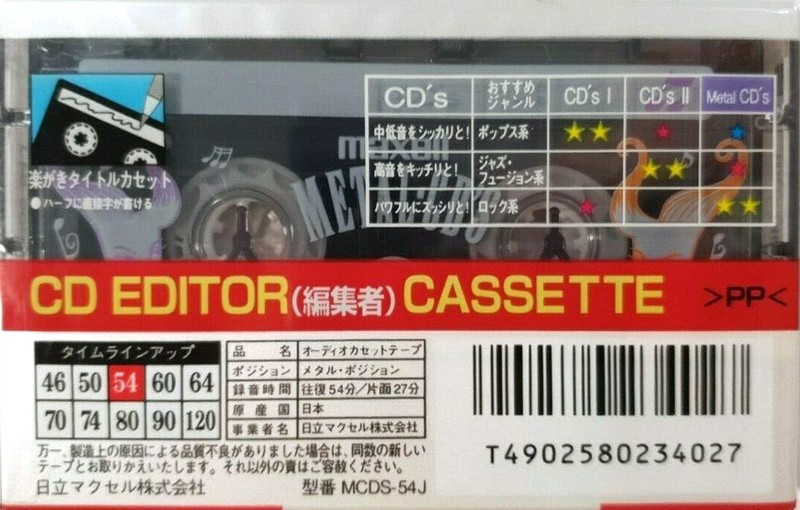 CD's おすすめジャンル CD's I CD's II Metal CD's
中低音をシッカリと! ポップス系 ★★ ★ ★
高音をキッチリと! ジャズ・フュージョン系 ★★ ★
パワフルにズッシリと! ロック系 ★ ★★
maxell
METAL CD's
楽がきタイトルカセット
●ハーフに直接字が書ける
CD EDITOR(編集者)CASSETTE >PP<
タイムラインアップ
46 50 54 60 64
70 74 80 90 120
品名 オーディオカセットテープ
ポジション メタル・ポジション
録音時間 往復54分/片面27分
原産国 日本
事業者名 日立マクセル株式会社
万一、製造上の原因による品質不良がありました場合は、同数の新しい
テープとお取りかえいたします。それ以外の責はご容赦ください。
日立マクセル株式会社 型番 MCDS-54J
T4902580234027